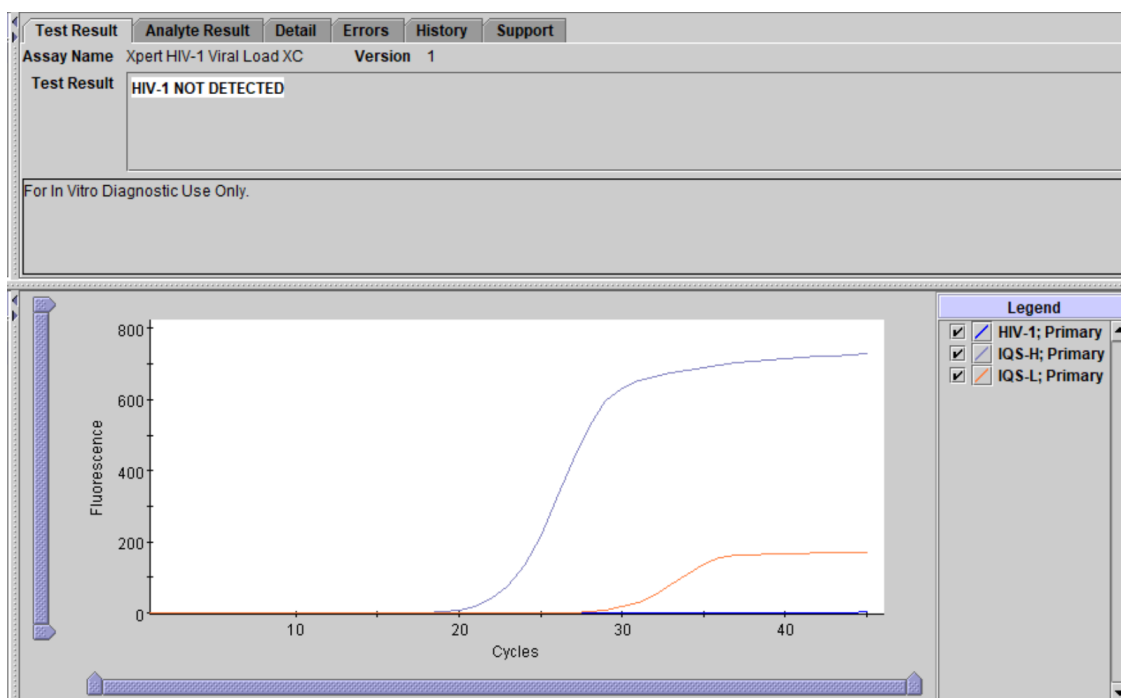 Test Result Analyte Result Detail Errors History Support
Assay Name Xpert HIV-1 Viral Load XC Version 1
Test Result HIV-1 NOT DETECTED
For In Vitro Diagnostic Use Only.
800
600
400
200
0
Fluorescence
10 20 30 40
Cycles
Legend
HIV-1; Primary
IQS-H; Primary
IQS-L; Primary